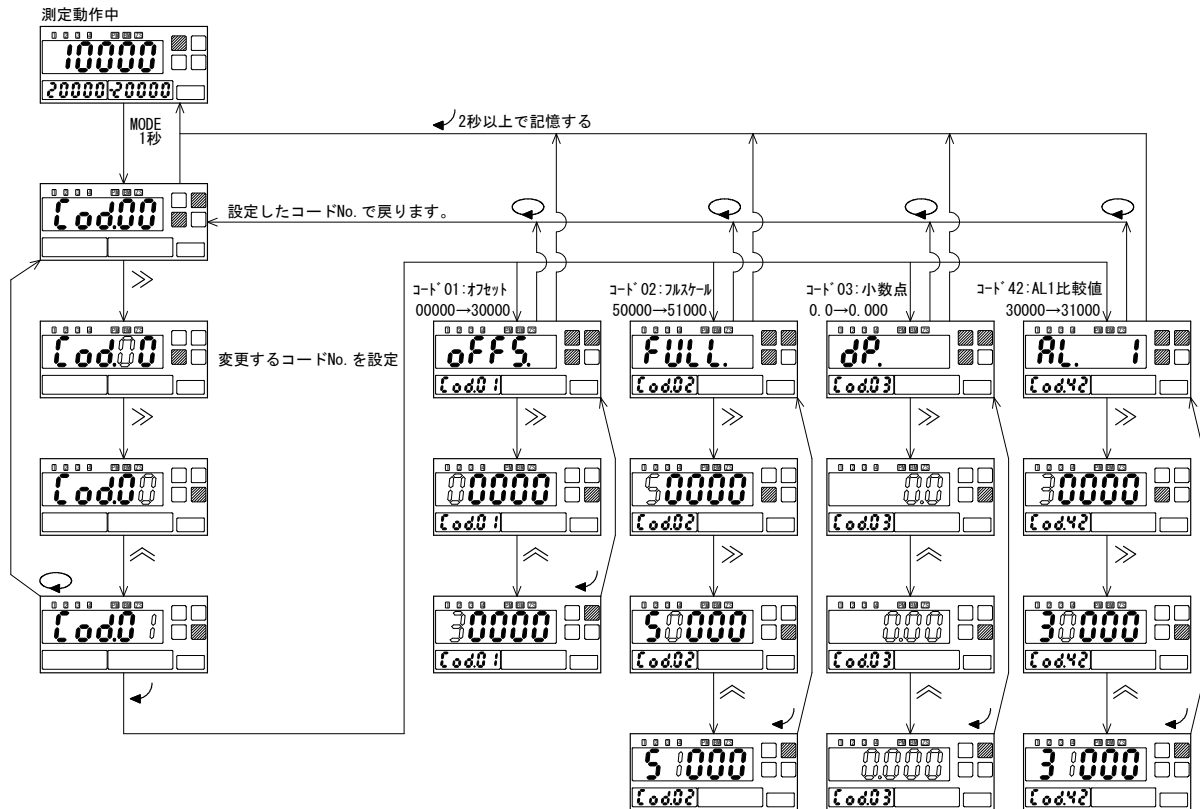 測定動作中
10000
20000 -20000
MODE
1秒
2秒以上で記憶する
Cod.00
設定したコードNo.で戻ります。
Cod.00
変更するコードNo.を設定
Cod.00
Cod.01
コード01:オフセット
00000→30000
oFFS.
Cod.01
00000
Cod.01
30000
Cod.01
コード02:フルスケール
50000→51000
FULL.
Cod.02
50000
Cod.02
50000
Cod.02
51000
Cod.02
コード03:小数点
0.0→0.000
dP.
Cod.03
0.0
Cod.03
0.00
Cod.03
0.000
Cod.03
コード42:AL1比較値
30000→31000
AL. 1
Cod.42
30000
Cod.42
30000
Cod.42
31000
Cod.42